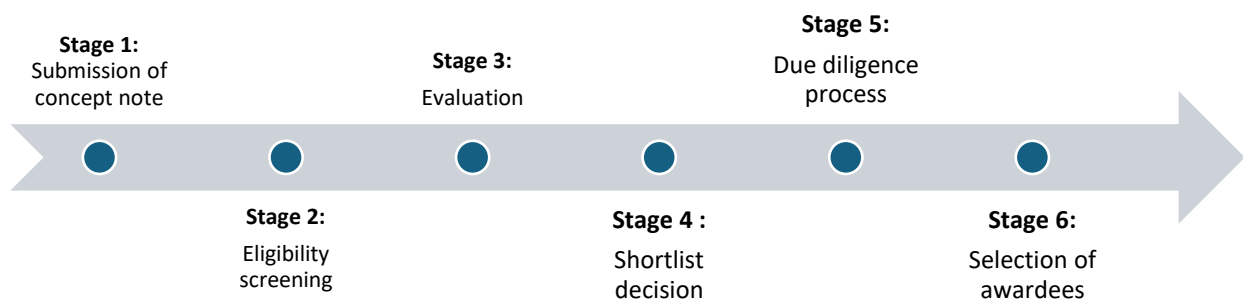 Stage 1:
Submission of
concept note
Stage 2:
Eligibility
screening
Stage 3:
Evaluation
Stage 4 :
Shortlist
decision
Stage 5:
Due diligence
process
Stage 6:
Selection of
awardees